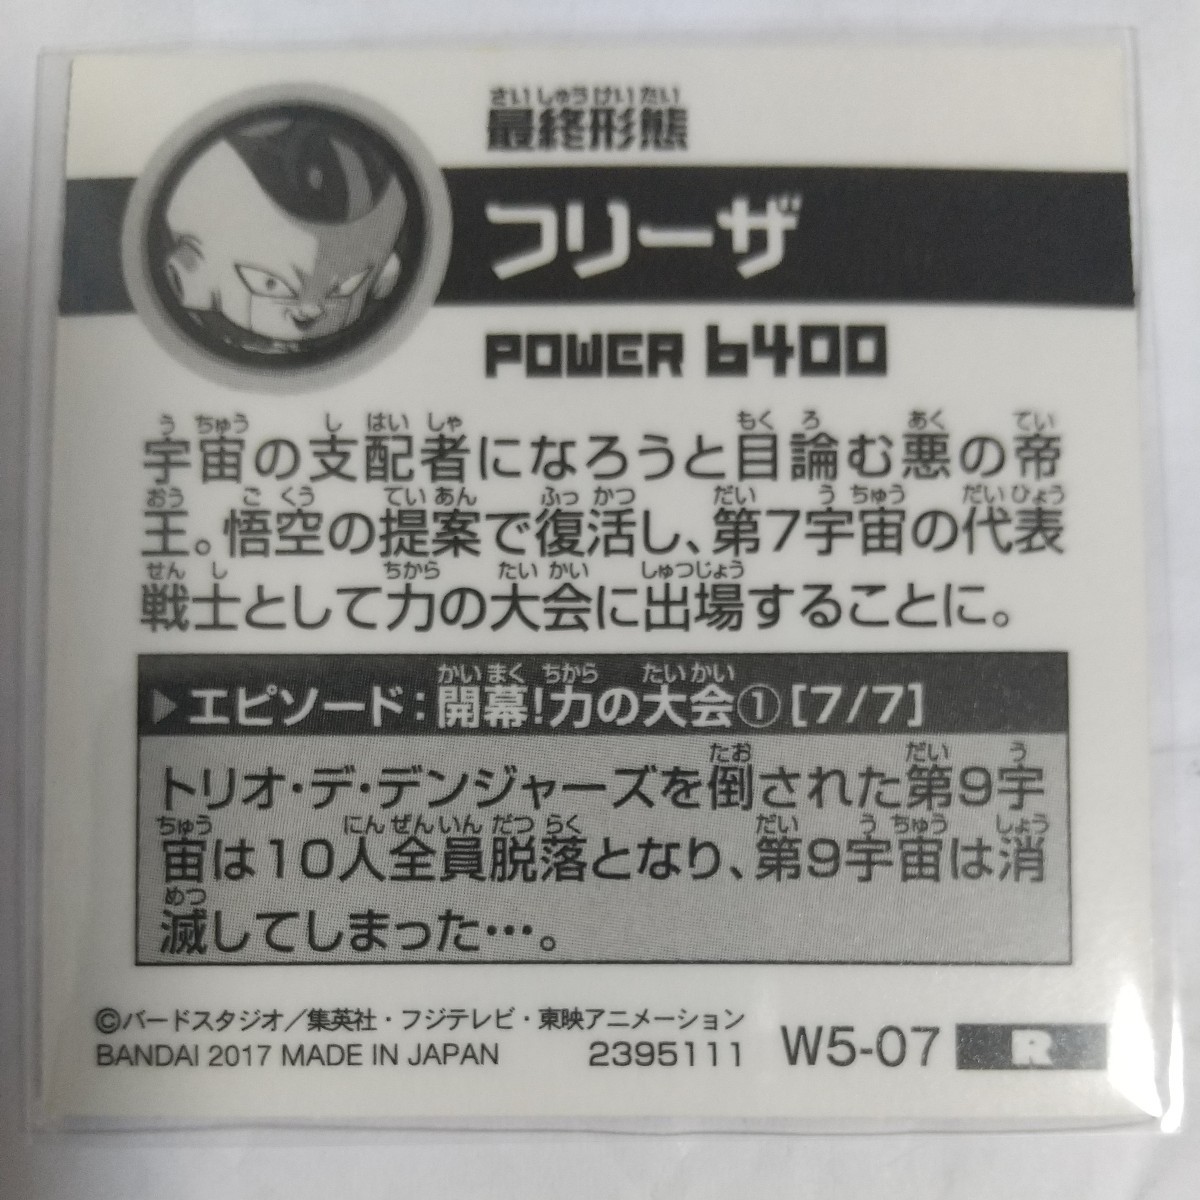 さいしゅうけいたい
最終形態
フリーザ
POWER 6400
う ちゅう し はい しゃ もく ろ あく てい
宇宙の支配者になろうと目論む悪の帝
おう ご くう てい あん ふっ かつ だい う ちゅう だい ひょう
王。悟空の提案で復活し、第7宇宙の代表
せん し ちから たい かい しゅつじょう
戦士として力の大会に出場することに。
かい まく ちから たい かい
▶エピソード:開幕!力の大会①[7/7]
たお だい う
トリオ・デ・デンジャーズを倒された第9宇
ちゅう にん ぜん いん だつ らく だい う ちゅう しょう
宙は10人全員脱落となり、第9宇宙は消
めつ
滅してしまった…。
©バードスタジオ/集英社・フジテレビ・東映アニメーション
BANDAI 2017 MADE IN JAPAN 2395111 W5-07 R